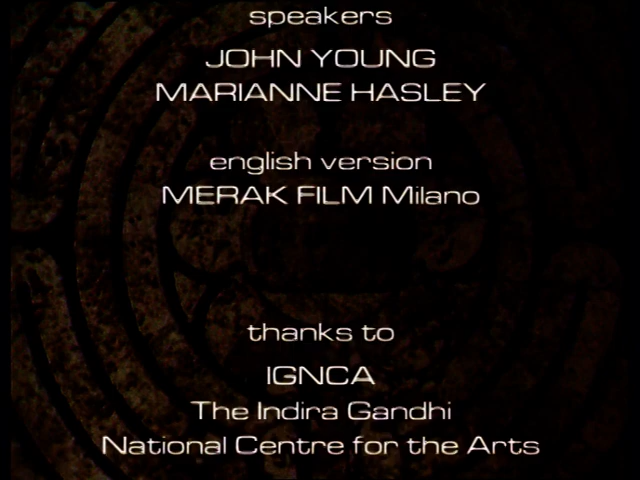 speakers
JOHN YOUNG
MARIANNE HASLEY
english version
MERAK FILM Milano
thanks to
IGNCA
The Indira Gandhi
National Centre for the Arts